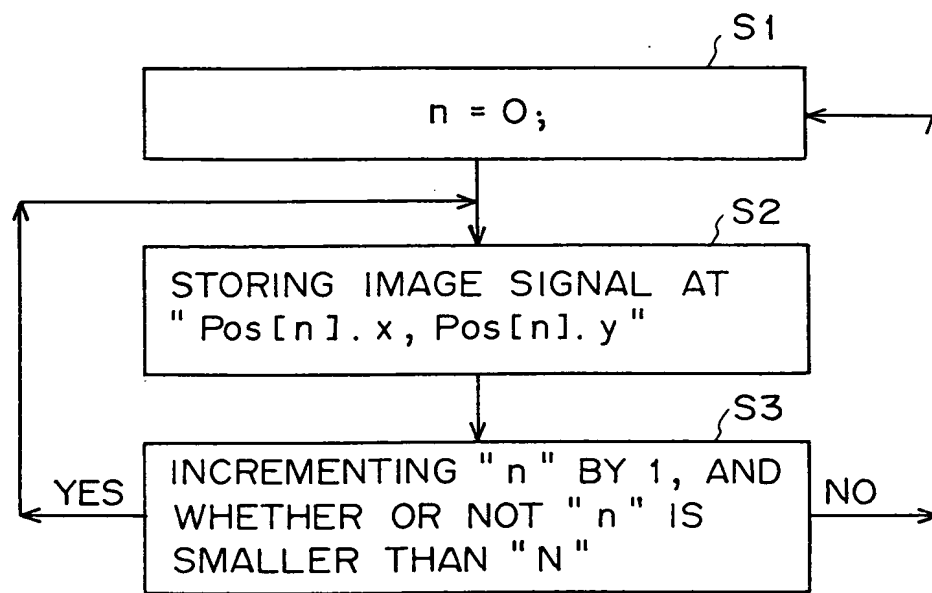 S1
n = 0;
S2
STORING IMAGE SIGNAL AT
"Pos[n].x, Pos[n].y"
S3
INCREMENTING "n" BY 1, AND
WHETHER OR NOT "n" IS
SMALLER THAN "N"
YES
NO